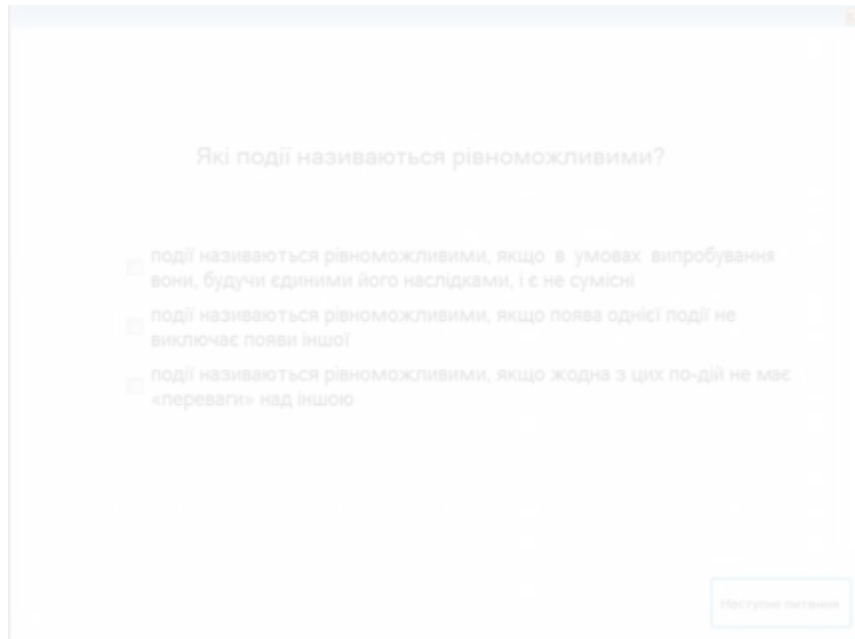 Які події називаються рівноможливими?
події називаються рівноможливими, якщо в умовах випробування
вони, будучи єдиними його наслідками, і є не сумісні
події називаються рівноможливими, якщо поява однієї події не
виключає появи іншої
події називаються рівноможливими, якщо жодна з цих по-дій не має
«переваги» над іншою
Наступне питання